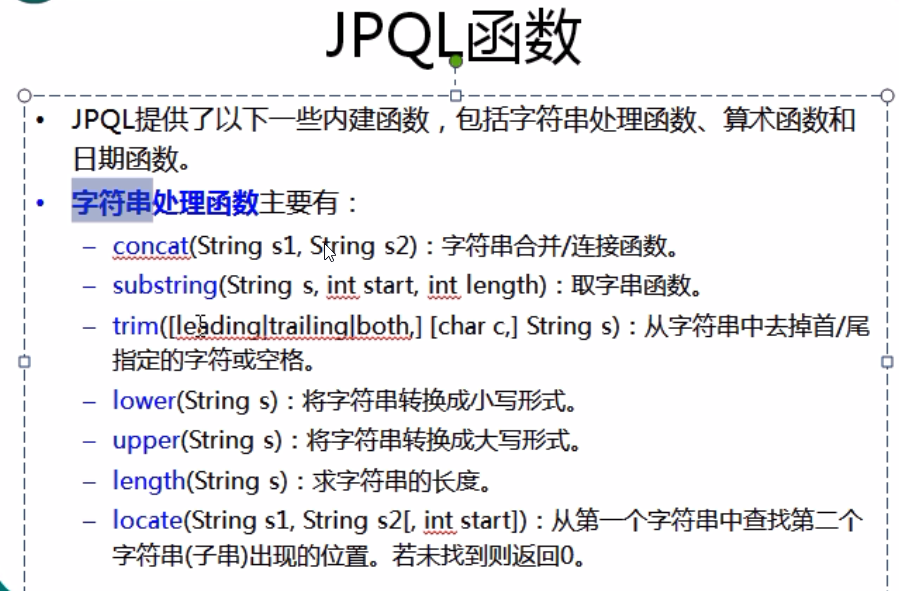 JPQL函数
• JPQL提供了以下一些内建函数，包括字符串处理函数、算术函数和
日期函数。
• 字符串处理函数主要有：
– concat(String s1, String s2)：字符串合并/连接函数。
– substring(String s, int start, int length)：取字串函数。
– trim([leading|trailing|both,] [char c,] String s)：从字符串中去掉首/尾
指定的字符或空格。
– lower(String s)：将字符串转换成小写形式。
– upper(String s)：将字符串转换成大写形式。
– length(String s)：求字符串的长度。
– locate(String s1, String s2[, int start])：从第一个字符串中查找第二个
字符串(子串)出现的位置。若未找到则返回0。